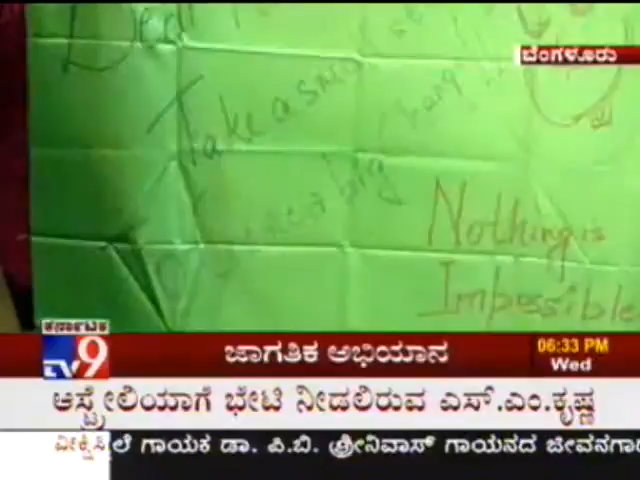 ಬೆಂಗಳೂರು
Take a
big
Nothing is
Impossible
ಕರ್ನಾಟಕ
TV9
ಜಾಗತಿಕ ಅಭಿಯಾನ
06:33 PM
Wed
ಆಸ್ಟ್ರೇಲಿಯಾಗೆ ಭೇಟಿ ನೀಡಲಿರುವ ಎಸ್.ಎಂ.ಕೃಷ್ಣ
ವೀಕ್ಷಿಸಿ ಲೆ ಗಾಯಕ ಡಾ. ಪಿ.ಬಿ. ಶ್ರೀನಿವಾಸ್ ಗಾಯನದ ಜೀವನಗಾ